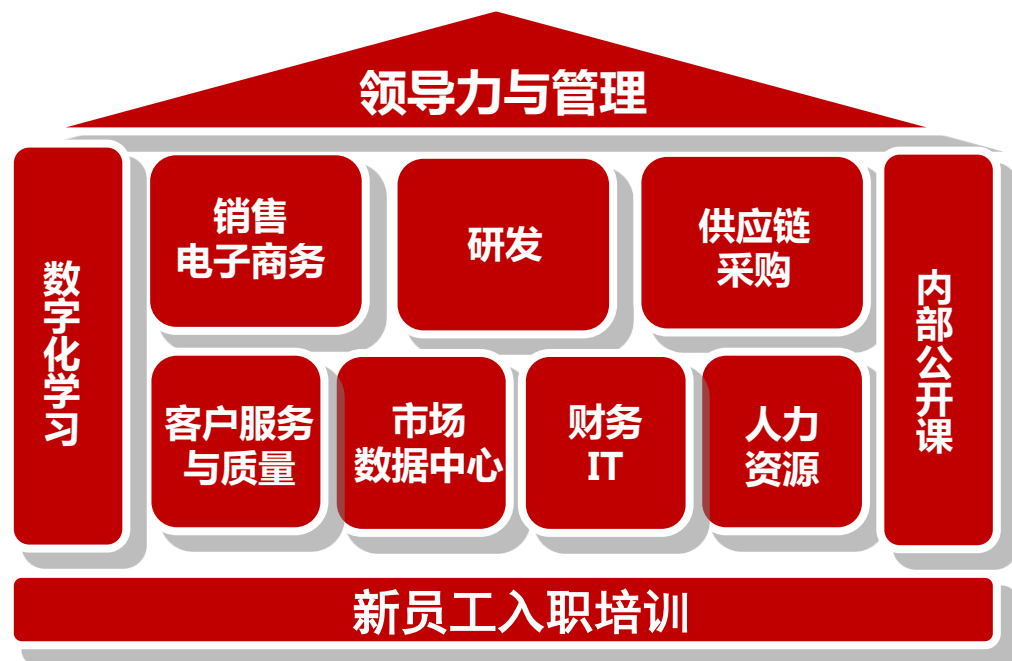 领导力与管理
数字化学习
销售
电子商务
研发
供应链
采购
客户服务
与质量
市场
数据中心
财务
IT
人力
资源
内部公开课
新员工入职培训